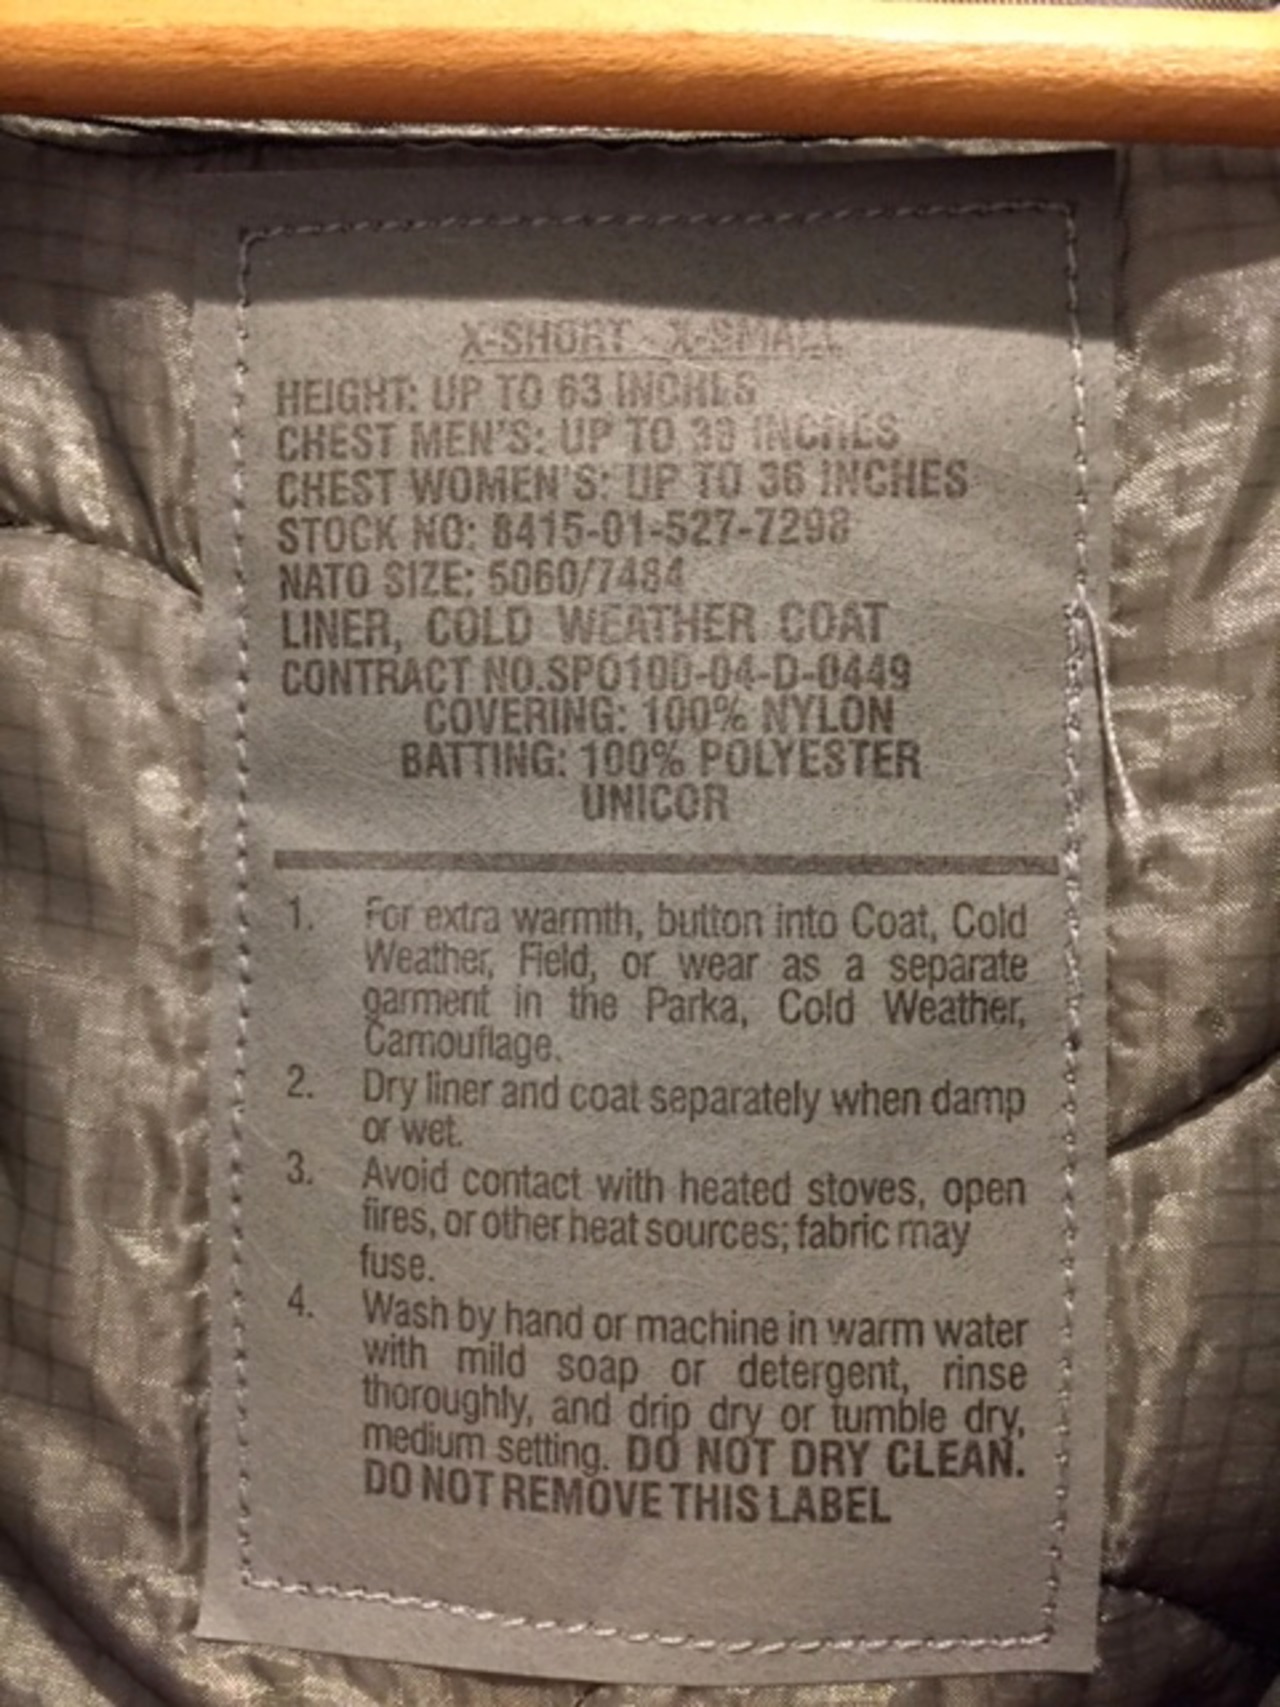 X-SHORT - X-SMALL
HEIGHT: UP TO 63 INCHES
CHEST MEN'S: UP TO INCHES
CHEST WOMEN'S: UP TO 36 INCHES
STOCK NO: 8415-01-527-7298
NATO SIZE: 5060/7484
LINER, COLD WEATHER COAT
CONTRACT NO.SPO100-04-D-0449
COVERING: 100% NYLON
BATTING: 100% POLYESTER
UNICOR
1. For extra warmth, button into Coat, Cold
Weather, Field, or wear as a separate
garment in the Parka, Cold Weather,
Camouflage.
2. Dry liner and coat separately when damp
or wet.
3. Avoid contact with heated stoves, open
fires, or other heat sources; fabric may
fuse.
4. Wash by hand or machine in warm water
with mild soap or detergent, rinse
thoroughly, and drip dry or tumble dry,
medium setting. DO NOT DRY CLEAN.
DO NOT REMOVE THIS LABEL